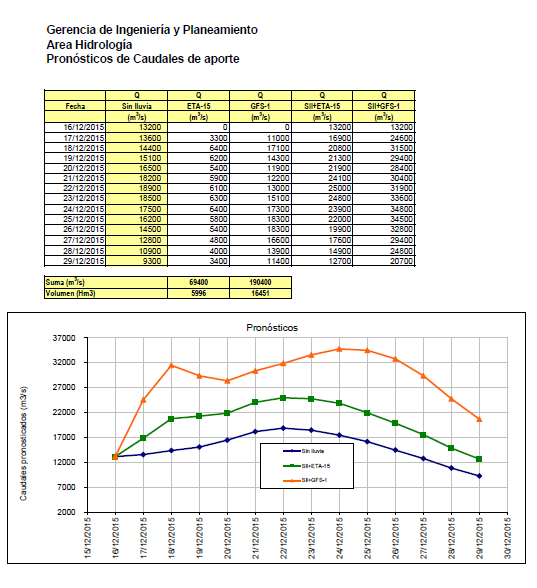 Gerencia de Ingeniería y Planeamiento
Area Hidrología
Pronósticos de Caudales de aporte
Q Q Q Q Q
Fecha Sin lluvia ETA-15 GFS-1 Sll+ETA-15 Sll+GFS-1
(m³/s) (m³/s) (m³/s) (m³/s) (m³/s)
16/12/2015 13200 0 0 13200 13200
17/12/2015 13600 3300 11000 16900 24600
18/12/2015 14400 6400 17100 20800 31500
19/12/2015 15100 6200 14300 21300 29400
20/12/2015 16500 5400 11900 21900 28400
21/12/2015 18200 5900 12200 24100 30400
22/12/2015 18900 6100 13000 25000 31900
23/12/2015 18500 6300 15100 24800 33600
24/12/2015 17500 6400 17300 23900 34800
25/12/2015 16200 5800 18300 22000 34500
26/12/2015 14500 5400 18300 19900 32800
27/12/2015 12800 4800 16600 17600 29400
28/12/2015 10900 4000 13900 14900 24800
29/12/2015 9300 3400 11400 12700 20700
Suma (m³/s) 69400 190400
Volumen (Hm3) 5996 16451
Pronósticos
Caudales pronosticados (m3/s)
37000
32000
27000
22000
17000
12000
7000
2000
Sin lluvia
Sll+ETA-15
Sll+GFS-1
15/12/2015
16/12/2015
17/12/2015
18/12/2015
19/12/2015
20/12/2015
21/12/2015
22/12/2015
23/12/2015
24/12/2015
25/12/2015
26/12/2015
27/12/2015
28/12/2015
29/12/2015
30/12/2015